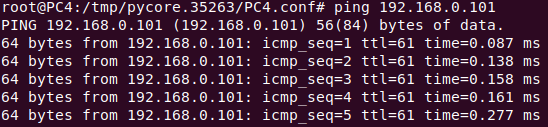 root@PC4:/tmp/pycore.35263/PC4.conf# ping 192.168.0.101
PING 192.168.0.101 (192.168.0.101) 56(84) bytes of data.
64 bytes from 192.168.0.101: icmp_seq=1 ttl=61 time=0.087 ms
64 bytes from 192.168.0.101: icmp_seq=2 ttl=61 time=0.138 ms
64 bytes from 192.168.0.101: icmp_seq=3 ttl=61 time=0.158 ms
64 bytes from 192.168.0.101: icmp_seq=4 ttl=61 time=0.161 ms
64 bytes from 192.168.0.101: icmp_seq=5 ttl=61 time=0.277 ms